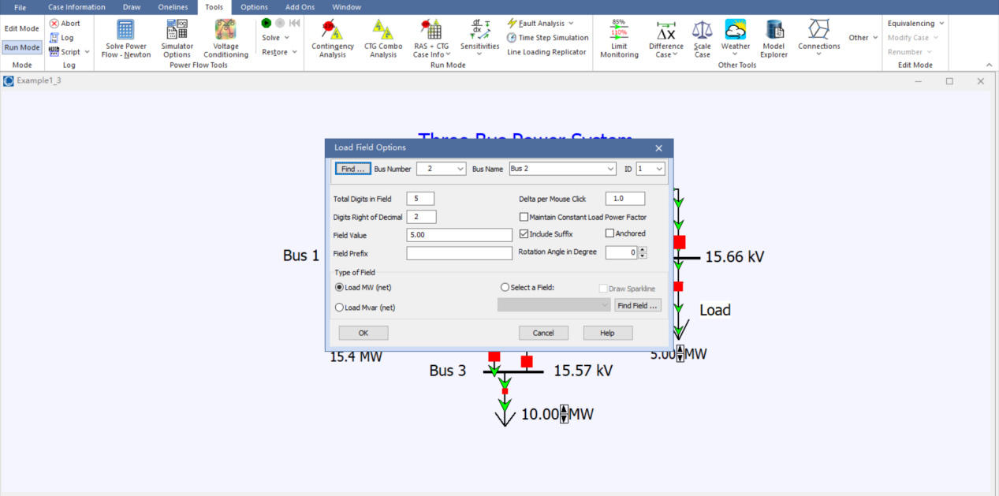 File Case Information Draw Onelines Tools Options Add Ons Window
Edit Mode
Run Mode
Mode
Abort
Log
Script
Log
Solve Power
Flow - Newton
Simulator
Options
Voltage
Conditioning
Solve
Restore
Power Flow Tools
Contingency
Analysis
CTG Combo
Analysis
RAS + CTG
Case Info
df
dx
Sensitivities
Fault Analysis
Time Step Simulation
Line Loading Replicator
Run Mode
85%
110%
Limit
Monitoring
Δx
Difference
Case
Scale
Case
Weather
Model
Explorer
Connections
Other
Other Tools
Equivalencing
Modify Case
Renumber
Edit Mode
Example1_3
Three Bus Power System
Load Field Options
Find ... Bus Number 2 Bus Name Bus 2 ID 1
Total Digits in Field 5 Delta per Mouse Click 1.0
Digits Right of Decimal 2 Maintain Constant Load Power Factor
Field Value 5.00 Include Suffix Anchored
Field Prefix Rotation Angle in Degree 0
Type of Field
Load MW (net) Select a Field: Draw Sparkline
Load Mvar (net) Find Field ...
OK Cancel Help
Bus 1
15.66 kV
Load
5.00 MW
15.4 MW
Bus 3 15.57 kV
10.00 MW